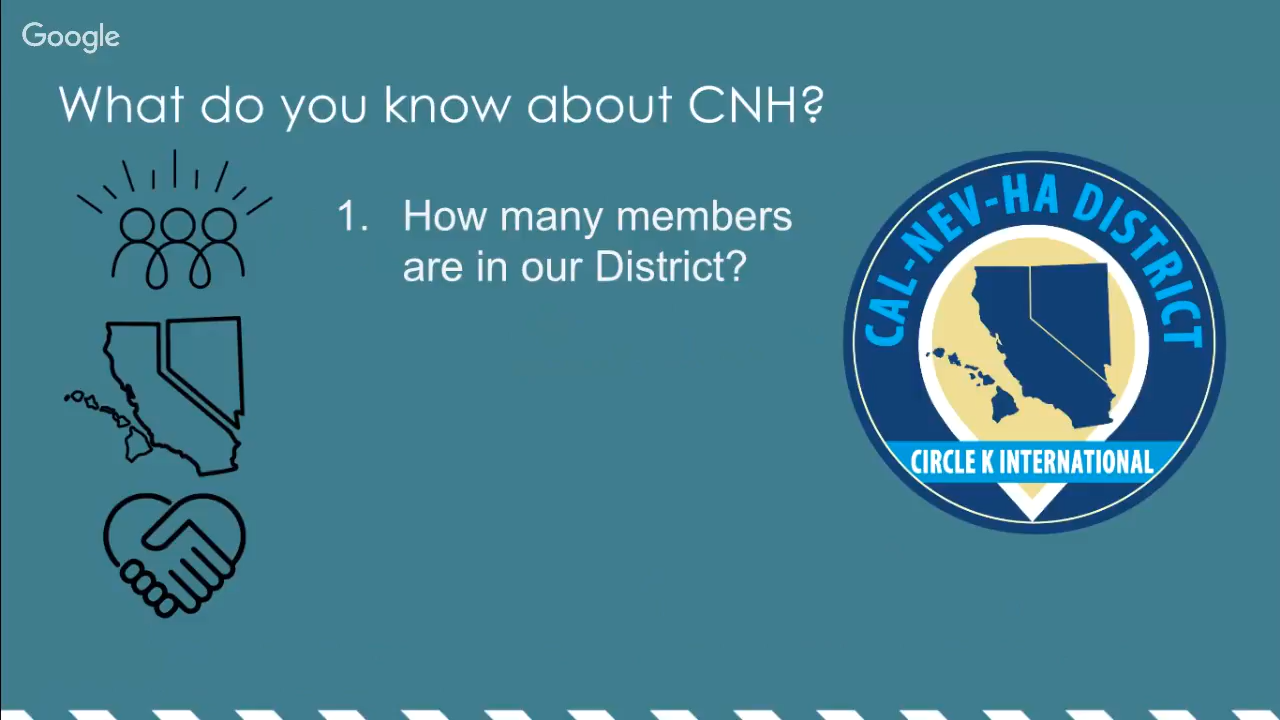 Google
What do you know about CNH?
1. How many members
are in our District?
CAL-NEV-HA DISTRICT
CIRCLE K INTERNATIONAL